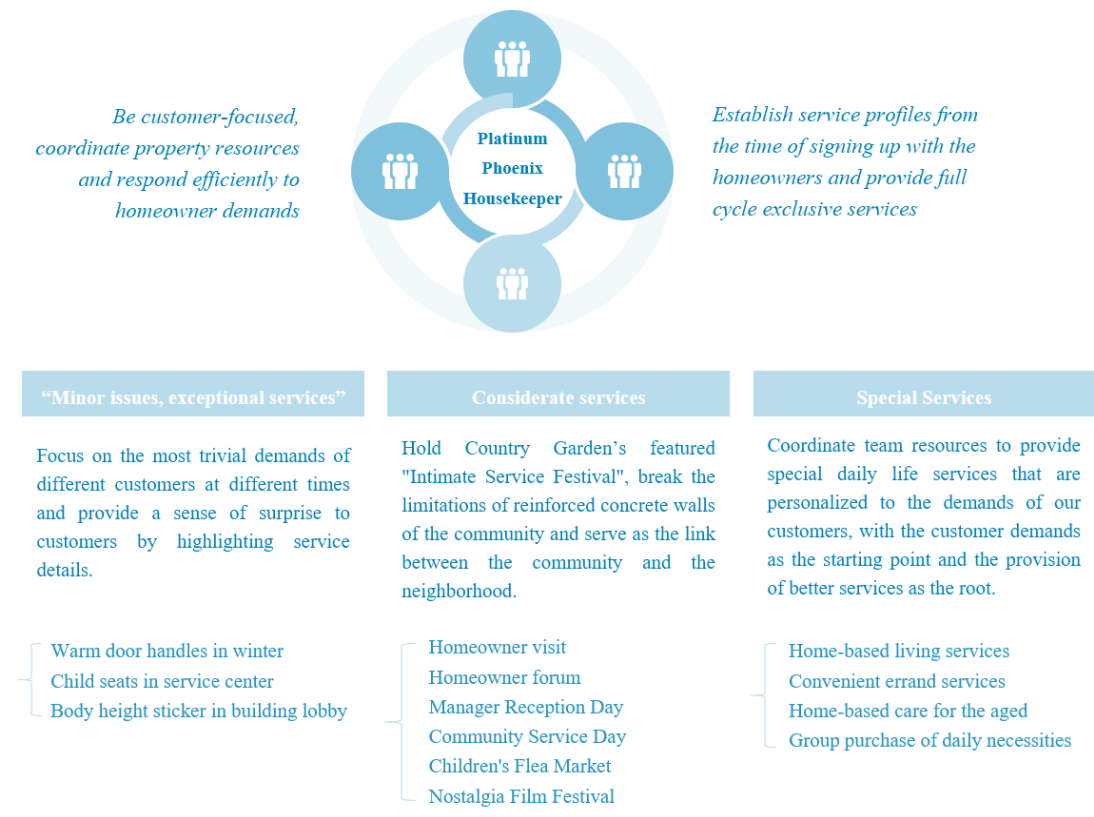 Be customer-focused,
coordinate property resources
and respond efficiently to
homeowner demands
Platinum
Phoenix
Housekeeper
Establish service profiles from
the time of signing up with the
homeowners and provide full
cycle exclusive services
“Minor issues, exceptional services”
Focus on the most trivial demands of
different customers at different times
and provide a sense of surprise to
customers by highlighting service
details.
Warm door handles in winter
Child seats in service center
Body height sticker in building lobby
Considerate services
Hold Country Garden’s featured
"Intimate Service Festival", break the
limitations of reinforced concrete walls
of the community and serve as the link
between the community and the
neighborhood.
Homeowner visit
Homeowner forum
Manager Reception Day
Community Service Day
Children's Flea Market
Nostalgia Film Festival
Special Services
Coordinate team resources to provide
special daily life services that are
personalized to the demands of our
customers, with the customer demands
as the starting point and the provision
of better services as the root.
Home-based living services
Convenient errand services
Home-based care for the aged
Group purchase of daily necessities